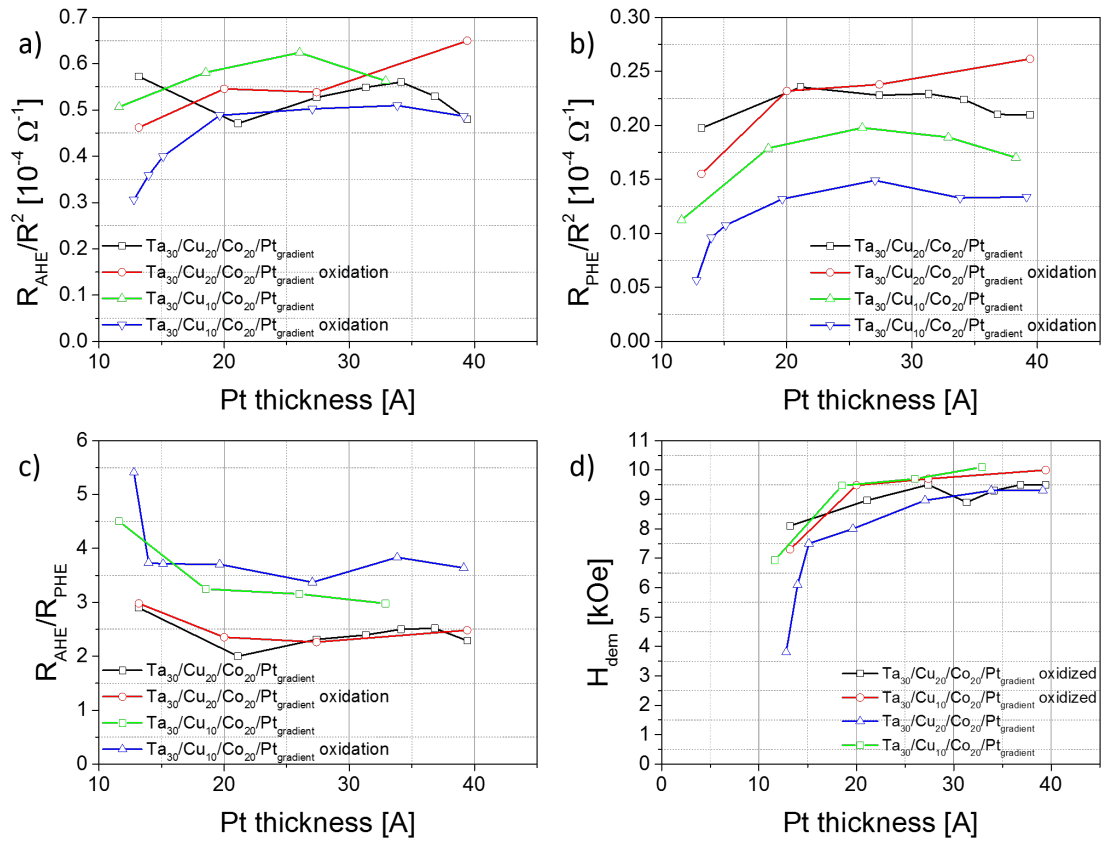 a)
R_AHE/R² [10⁻⁴ Ω⁻¹]
0.7
0.6
0.5
0.4
0.3
0.2
0.1
0.0
Ta₃₀/Cu₂₀/Co₂₀/Pt_gradient
Ta₃₀/Cu₂₀/Co₂₀/Pt_gradient oxidation
Ta₃₀/Cu₁₀/Co₂₀/Pt_gradient
Ta₃₀/Cu₁₀/Co₂₀/Pt_gradient oxidation
10 20 30 40
Pt thickness [A]
b)
R_PHE/R² [10⁻⁴ Ω⁻¹]
0.30
0.25
0.20
0.15
0.10
0.05
0.00
Ta₃₀/Cu₂₀/Co₂₀/Pt_gradient
Ta₃₀/Cu₂₀/Co₂₀/Pt_gradient oxidation
Ta₃₀/Cu₁₀/Co₂₀/Pt_gradient
Ta₃₀/Cu₁₀/Co₂₀/Pt_gradient oxidation
10 20 30 40
Pt thickness [A]
c)
R_AHE/R_PHE
6
5
4
3
2
1
0
Ta₃₀/Cu₂₀/Co₂₀/Pt_gradient
Ta₃₀/Cu₂₀/Co₂₀/Pt_gradient oxidation
Ta₃₀/Cu₁₀/Co₂₀/Pt_gradient
Ta₃₀/Cu₁₀/Co₂₀/Pt_gradient oxidation
10 20 30 40
Pt thickness [A]
d)
H_dem [kOe]
11
10
9
8
7
6
5
4
3
2
1
0
Ta₃₀/Cu₂₀/Co₂₀/Pt_gradient oxidized
Ta₃₀/Cu₁₀/Co₂₀/Pt_gradient oxidized
Ta₃₀/Cu₂₀/Co₂₀/Pt_gradient
Ta₃₀/Cu₁₀/Co₂₀/Pt_gradient
0 10 20 30 40
Pt thickness [A]